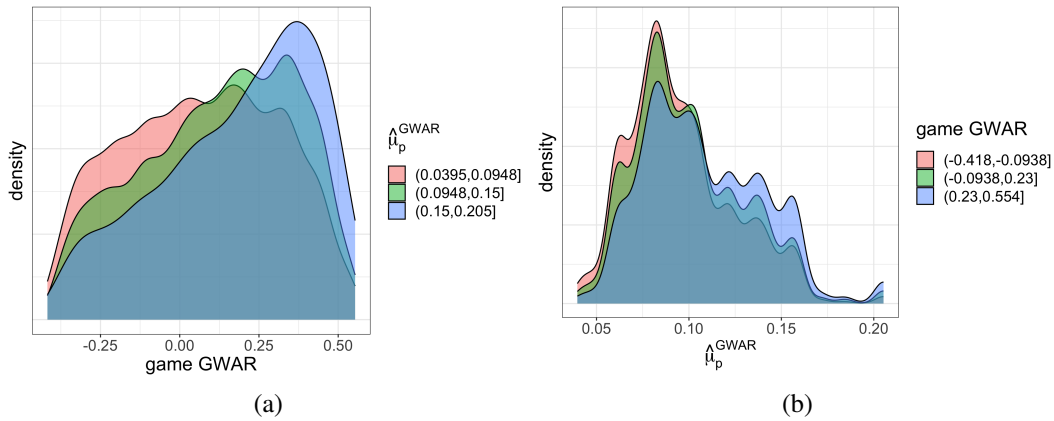 density
-0.25 0.00 0.25 0.50
game GWAR
μ̂_p^GWAR
(0.0395,0.0948]
(0.0948,0.15]
(0.15,0.205]
(a)
density
0.05 0.10 0.15 0.20
μ̂_p^GWAR
game GWAR
(-0.418,-0.0938]
(-0.0938,0.23]
(0.23,0.554]
(b)